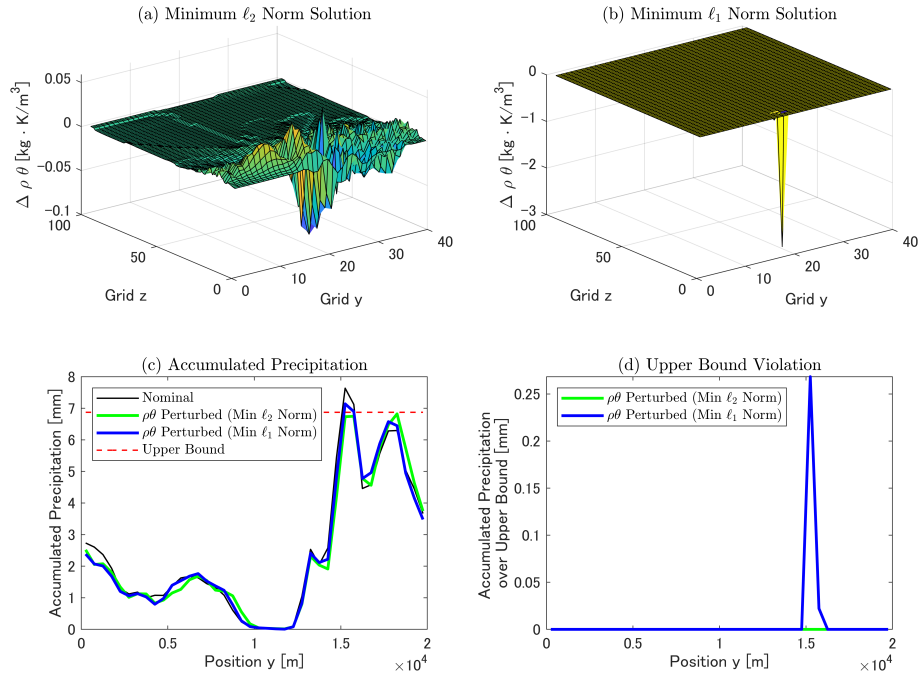 (a) Minimum ℓ₂ Norm Solution
0.05
0
−0.05
−0.1
Δ ρ θ [kg · K/m³]
100
50
0
Grid z
0
10
20
30
40
Grid y
(b) Minimum ℓ₁ Norm Solution
0
−1
−2
−3
Δ ρ θ [kg · K/m³]
100
50
0
Grid z
0
10
20
30
40
Grid y
(c) Accumulated Precipitation
8
7
6
5
4
3
2
1
0
Accumulated Precipitation [mm]
Nominal
ρθ Perturbed (Min ℓ₂ Norm)
ρθ Perturbed (Min ℓ₁ Norm)
Upper Bound
0 0.5 1 1.5 2
Position y [m]
×10⁴
(d) Upper Bound Violation
0.25
0.2
0.15
0.1
0.05
0
Accumulated Precipitation
over Upper Bound [mm]
ρθ Perturbed (Min ℓ₂ Norm)
ρθ Perturbed (Min ℓ₁ Norm)
0 0.5 1 1.5 2
Position y [m]
×10⁴